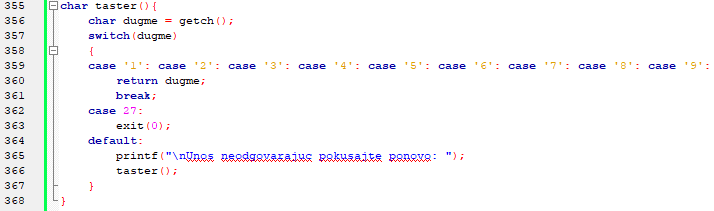 355 char taster(){
356 char dugme = getch();
357 switch(dugme)
358 {
359 case '1': case '2': case '3': case '4': case '5': case '6': case '7': case '8': case '9':
360 return dugme;
361 break;
362 case 27:
363 exit(0);
364 default:
365 printf("\nUnos neodgovarajuc pokusajte ponovo: ");
366 taster();
367 }
368 }